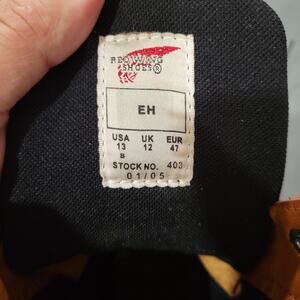 RED WING
SHOES®
EH
USA UK EUR
13 12 47
B
STOCK NO. 403
01/05